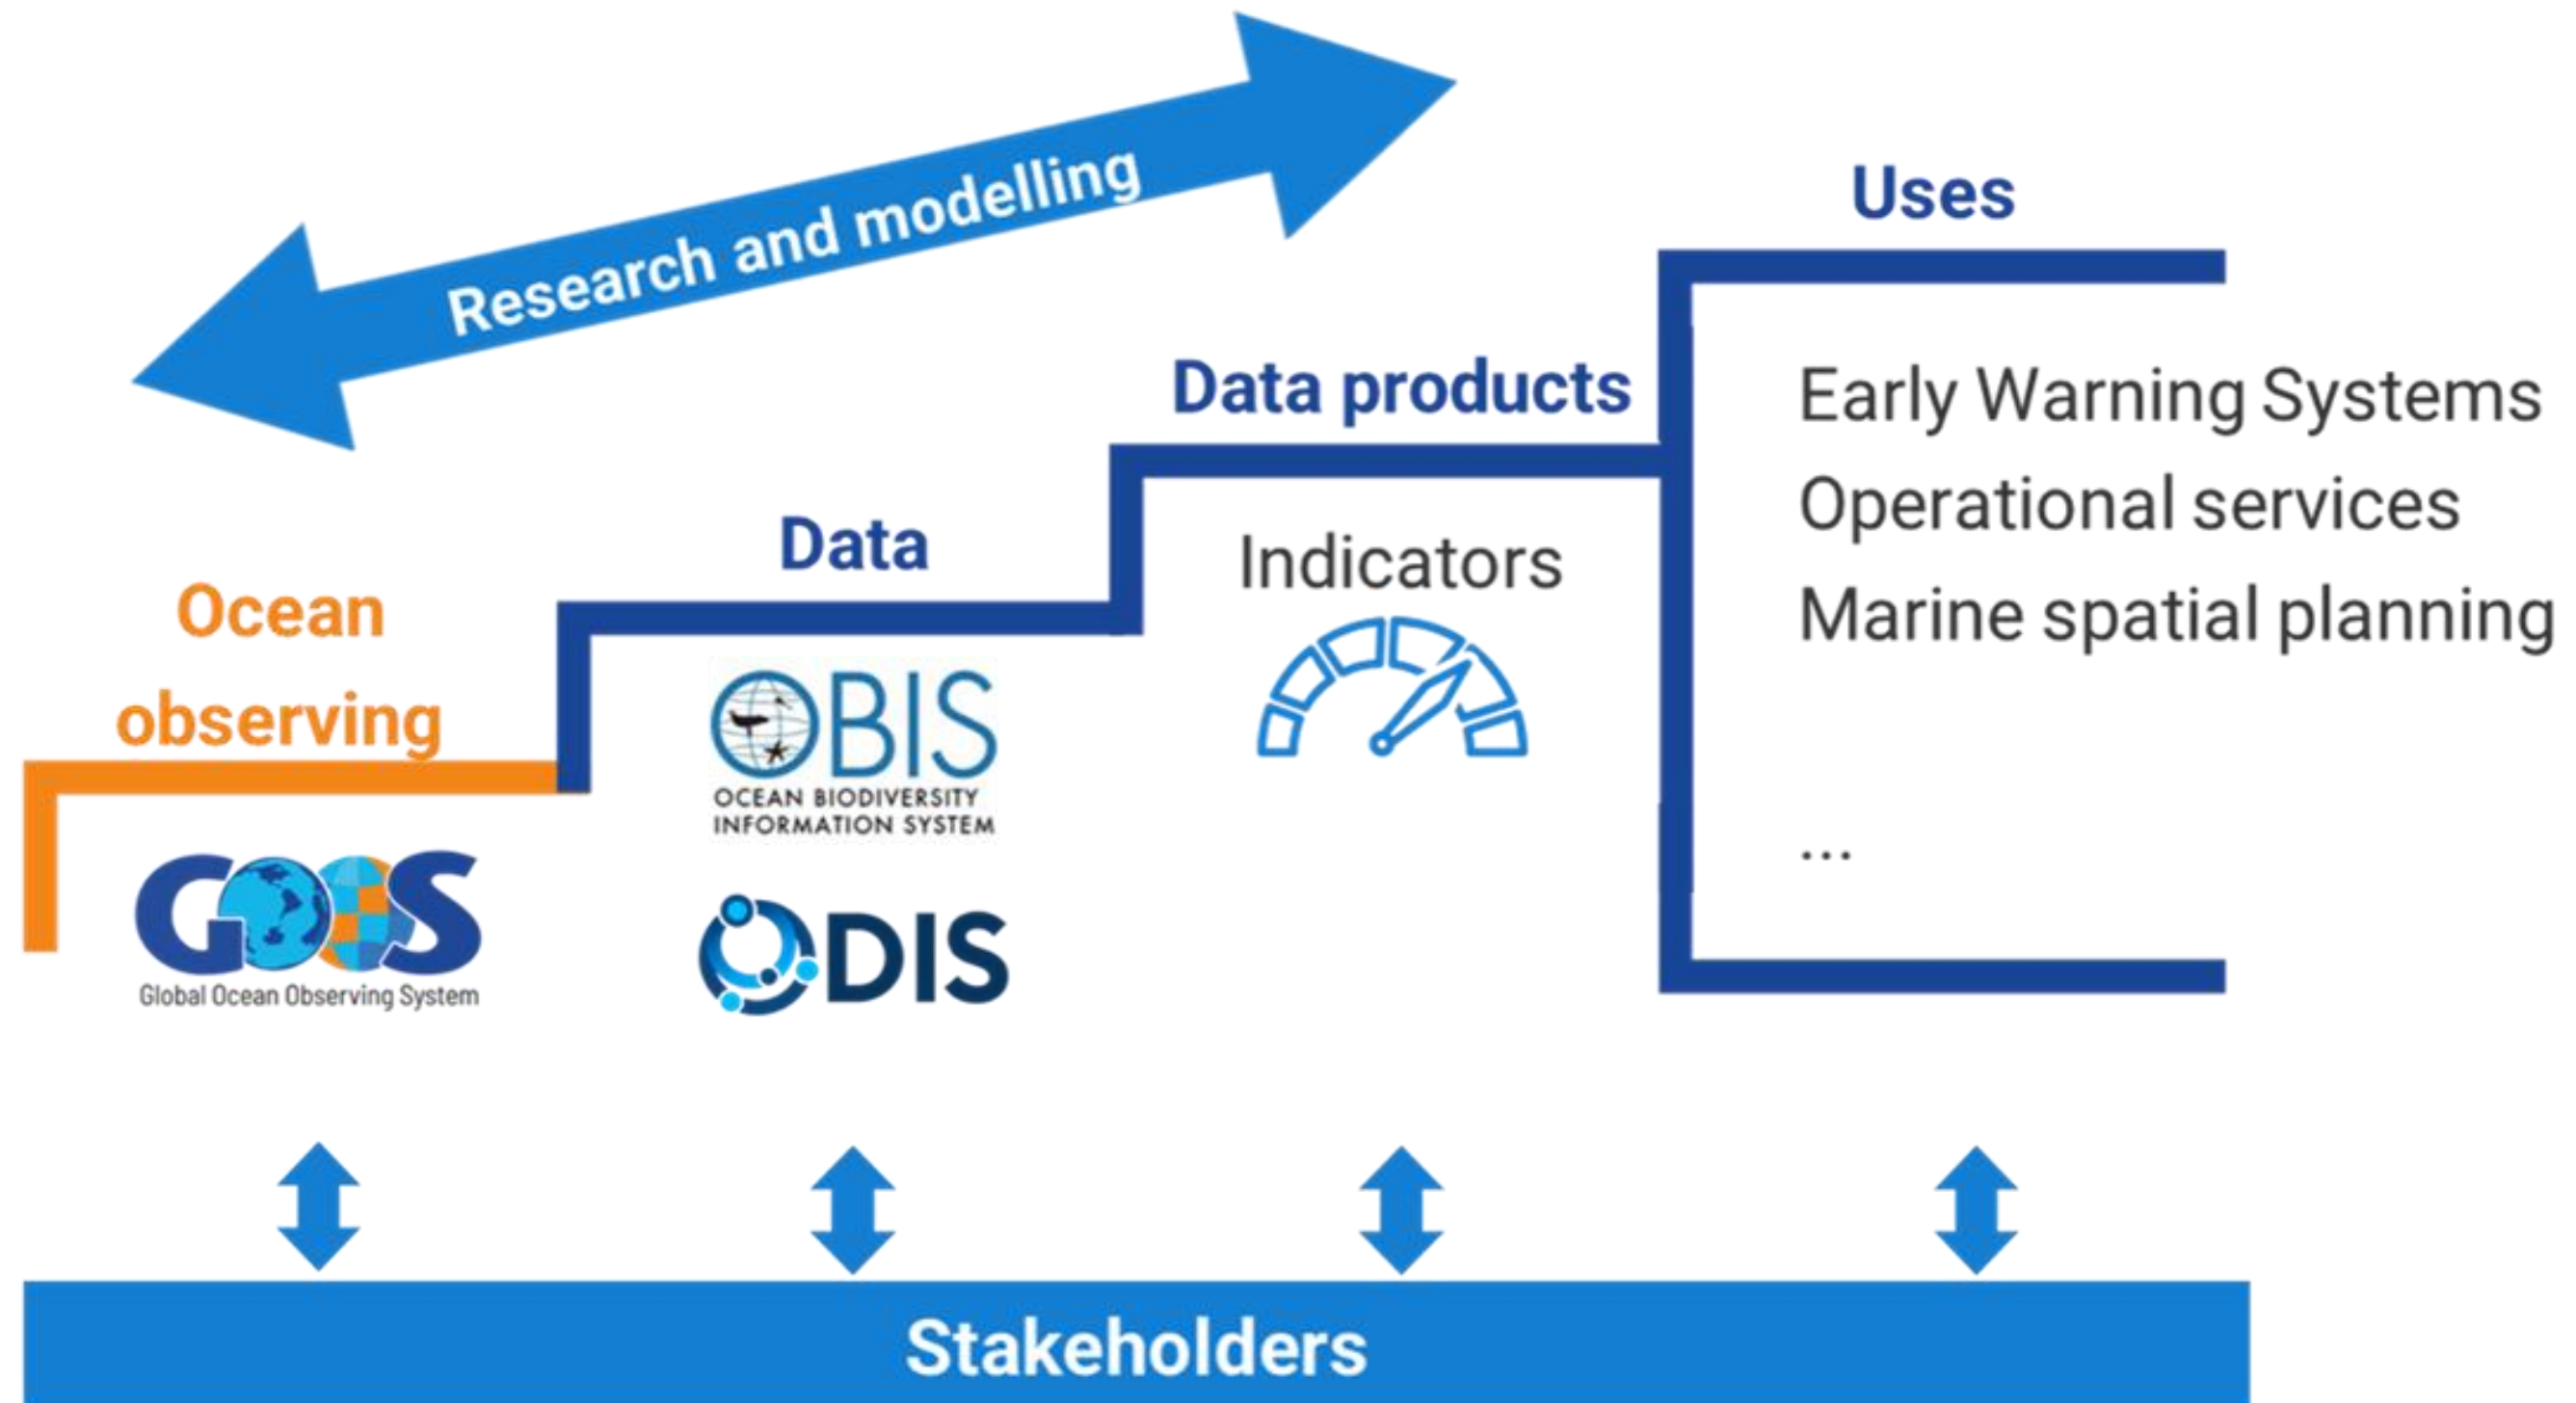 Research and modelling
Uses
Data products
Data
Ocean
observing
Early Warning Systems
Operational services
Marine spatial planning
...
Indicators
OBIS
OCEAN BIODIVERSITY
INFORMATION SYSTEM
GOOS
Global Ocean Observing System
ODIS
Stakeholders